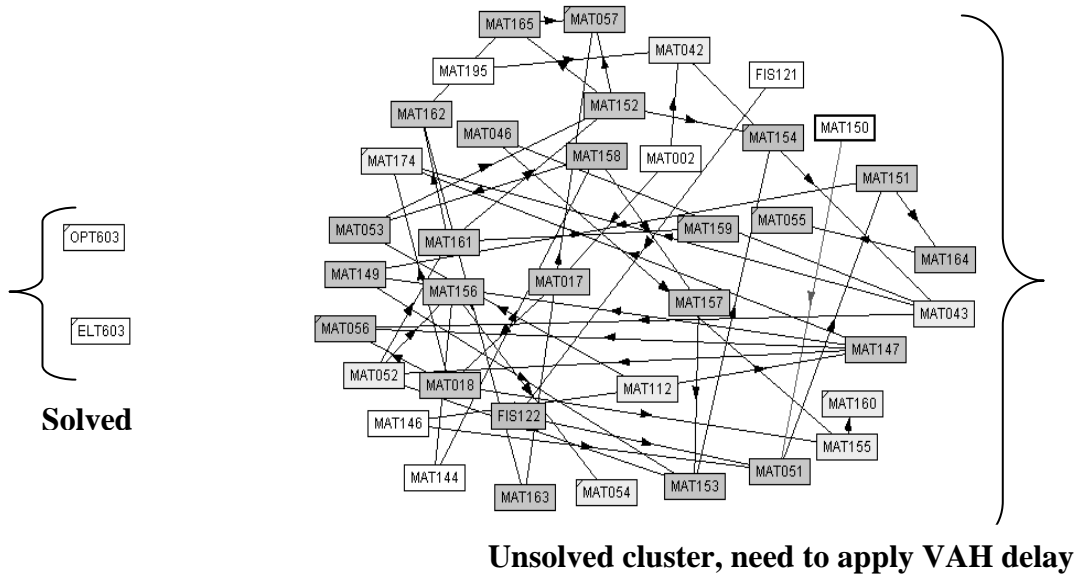 MAT165
MAT057
MAT042
MAT195
FIS121
MAT162
MAT152
MAT150
MAT046
MAT154
MAT174
MAT158
MAT002
MAT151
MAT053
MAT161
MAT159
MAT055
OPT603
MAT164
MAT149
MAT156
MAT017
MAT157
MAT043
ELT603
MAT056
MAT147
MAT052
MAT018
MAT112
MAT160
Solved
MAT146
FIS122
MAT155
MAT144
MAT163
MAT054
MAT153
MAT051
Unsolved cluster, need to apply VAH delay